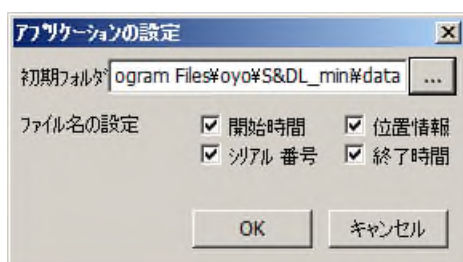 ｱﾌﾟﾘｹｰｼｮﾝの設定
初期ﾌｫﾙﾀﾞ ogram Files¥oyo¥S&DL_mini¥data ...
ﾌｧｲﾙ名の設定 開始時間 位置情報
ｼﾘｱﾙ 番号 終了時間
OK キャンセル